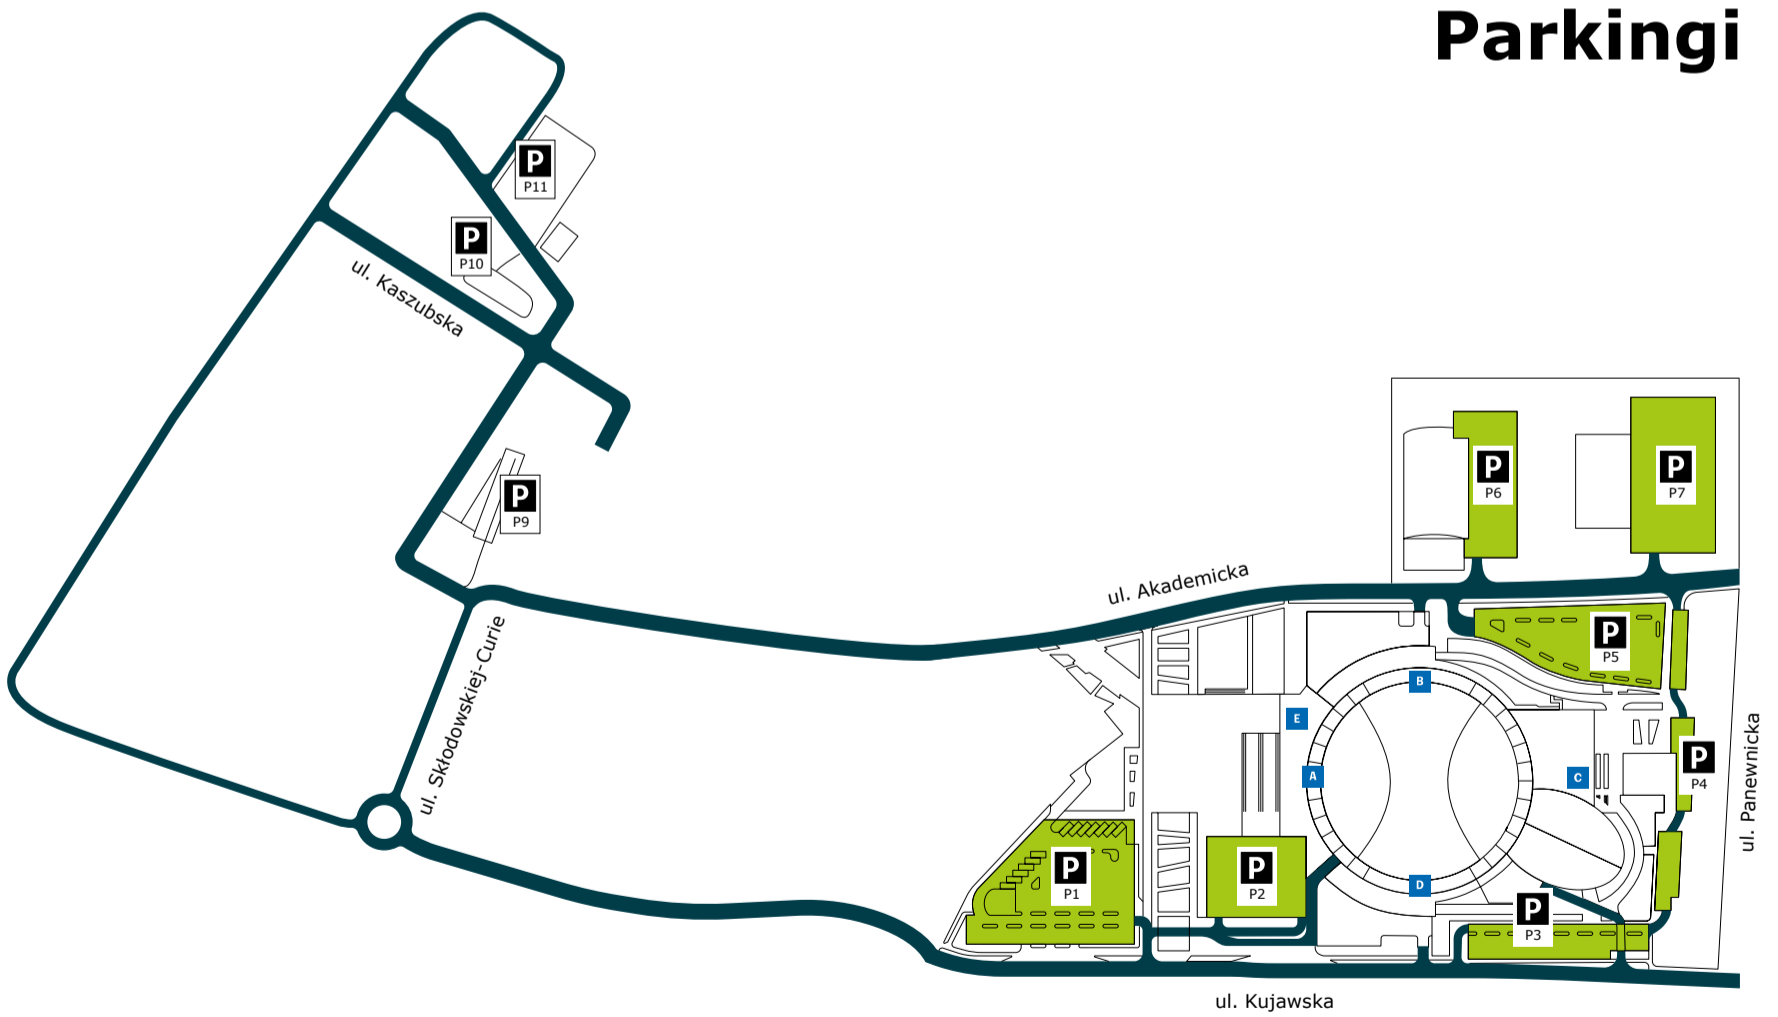 Parkingi
P
P11
P
P10
ul. Kaszubska
P
P9
P
P6
P
P7
ul. Akademicka
ul. Skłodowskiej-Curie
P
P5
B
E
A
C
P
P4
ul. Panewnicka
P
P1
P
P2
D
P
P3
ul. Kujawska